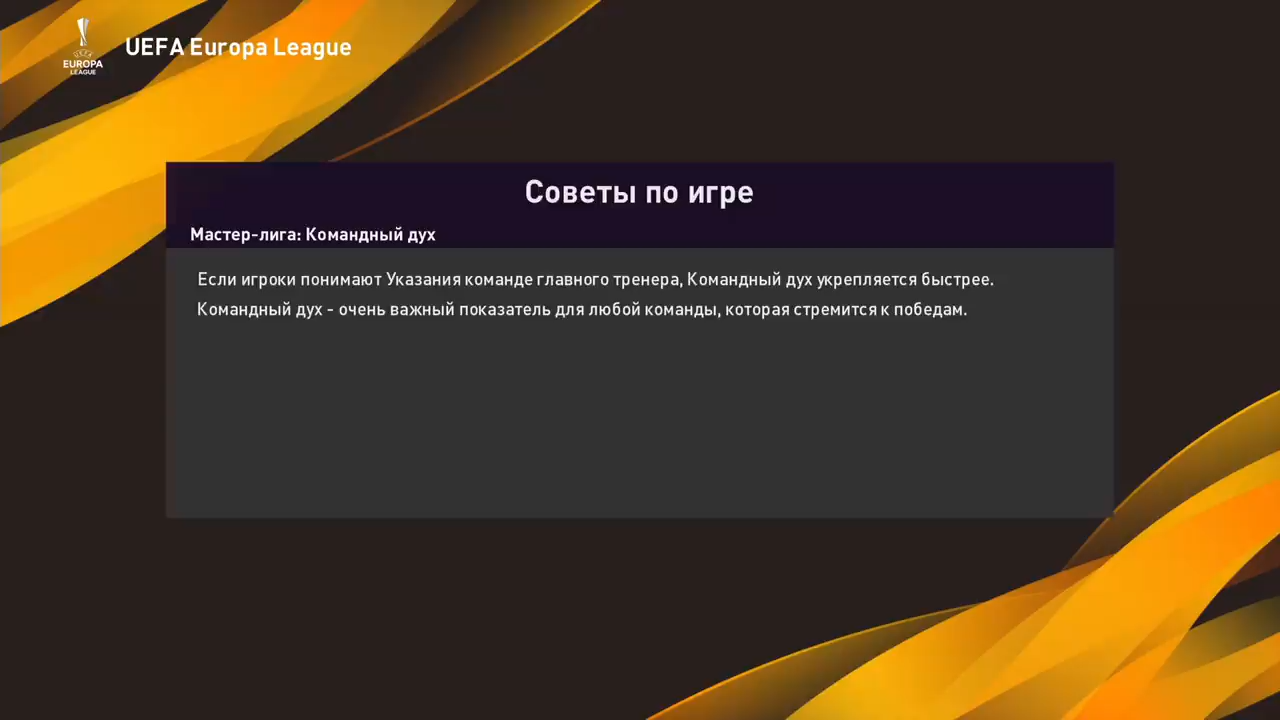 UEFA Europa League
UEFA
EUROPA
LEAGUE
Советы по игре
Мастер-лига: Командный дух
Если игроки понимают Указания команде главного тренера, Командный дух укрепляется быстрее.
Командный дух - очень важный показатель для любой команды, которая стремится к победам.